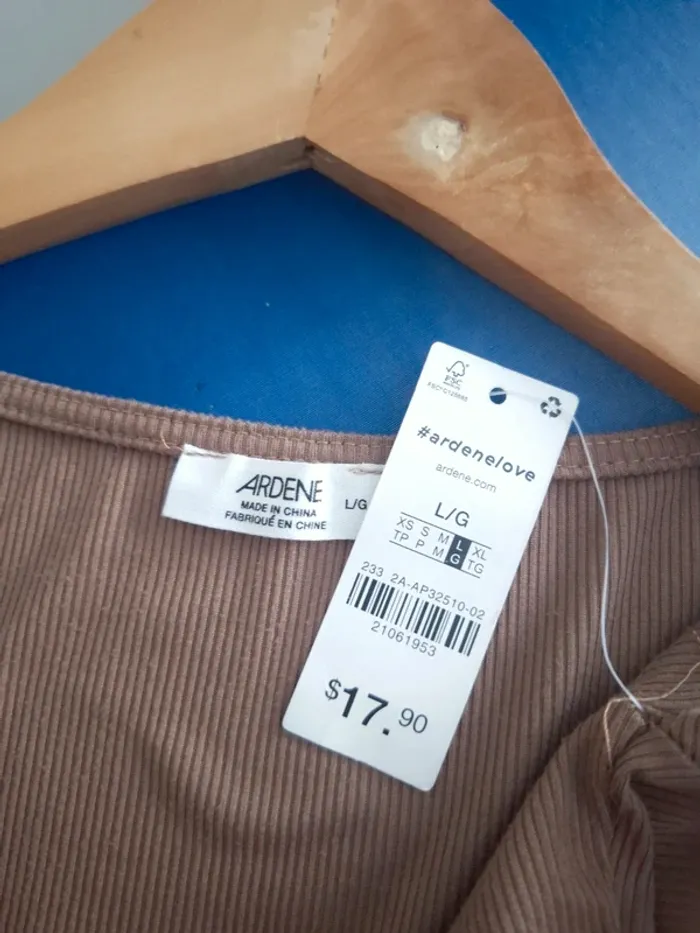 ARDENE
MADE IN CHINA
FABRIQUÉ EN CHINE
L/G
FSC
#ardenelove
ardene.com
L/G
XS S M L XL
TP P M G TG
233 2A-AP32510-02
21061953
$17.90